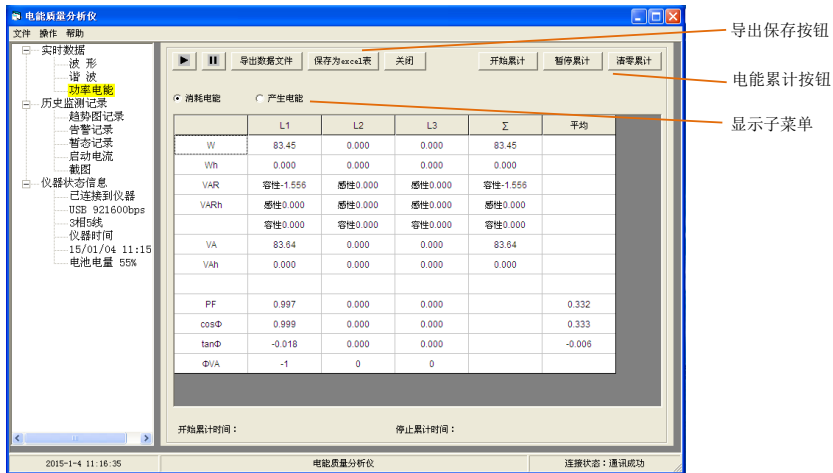 电能质量分析仪
文件 操作 帮助
实时数据
波 形
谐 波
功率电能
历史监测记录
趋势图记录
告警记录
暂态记录
启动电流
截图
仪器状态信息
已连接到仪器
USB 921600bps
3相5线
仪器时间
15/01/04 11:15
电池电量 55%
导出数据文件 保存为excel表 关闭 开始累计 暂停累计 清零累计
消耗电能 产生电能
L1 L2 L3 Σ 平均
W 83.45 0.000 0.000 83.45
Wh 0.000 0.000 0.000 0.000
VAR 容性-1.556 感性0.000 感性0.000 容性-1.556
VARh 感性0.000 感性0.000 感性0.000 感性0.000
容性0.000 容性0.000 容性0.000 容性0.000
VA 83.64 0.000 0.000 83.64
VAh 0.000 0.000 0.000 0.000
PF 0.997 0.000 0.000 0.332
cosΦ 0.999 0.000 0.000 0.333
tanΦ -0.018 0.000 0.000 -0.006
ΦVA -1 0 0
开始累计时间： 停止累计时间：
2015-1-4 11:16:35 电能质量分析仪 连接状态：通讯成功
导出保存按钮
电能累计按钮
显示子菜单